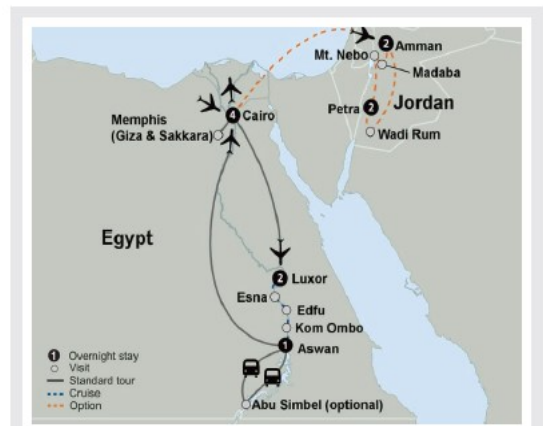 2 Amman
Mt. Nebo
Madaba
Petra 2 Jordan
Wadi Rum
4 Cairo
Memphis
(Giza & Sakkara)
Egypt
2 Luxor
Esna
Edfu
Kom Ombo
1 Aswan
Abu Simbel (optional)
1 Overnight stay
Visit
Standard tour
Cruise
Option